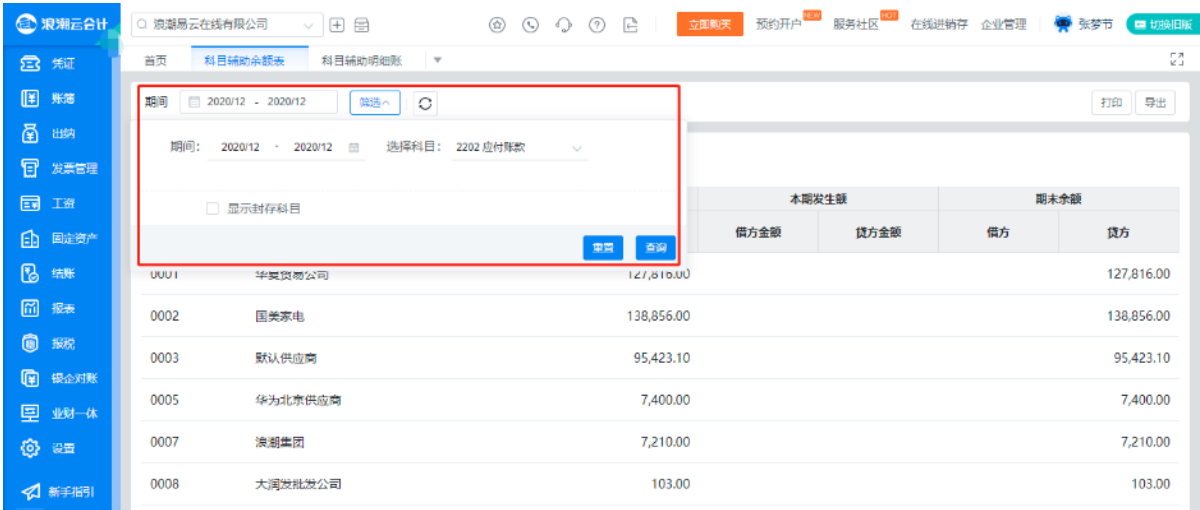 浪潮云会计
浪潮易云在线有限公司
立即购买 预约开户 NEW 服务社区 HOT 在线进销存 企业管理 张梦节 切换旧版
首页 科目辅助余额表 科目辅助明细账
凭证
账簿
出纳
发票管理
工资
固定资产
结账
报表
报税
银企对账
业财一体
设置
新手指引
期间 2020/12 - 2020/12 筛选 打印 导出
期间： 2020/12 - 2020/12 选择科目： 2202 应付账款
显示封存科目
重置 查询
本期发生额 期末余额
借方金额 贷方金额 借方 贷方
0001 华夏贸易公司 127,816.00 127,816.00
0002 国美家电 138,856.00 138,856.00
0003 默认供应商 95,423.10 95,423.10
0005 华为北京供应商 7,400.00 7,400.00
0007 浪潮集团 7,210.00 7,210.00
0008 大润发批发公司 103.00 103.00